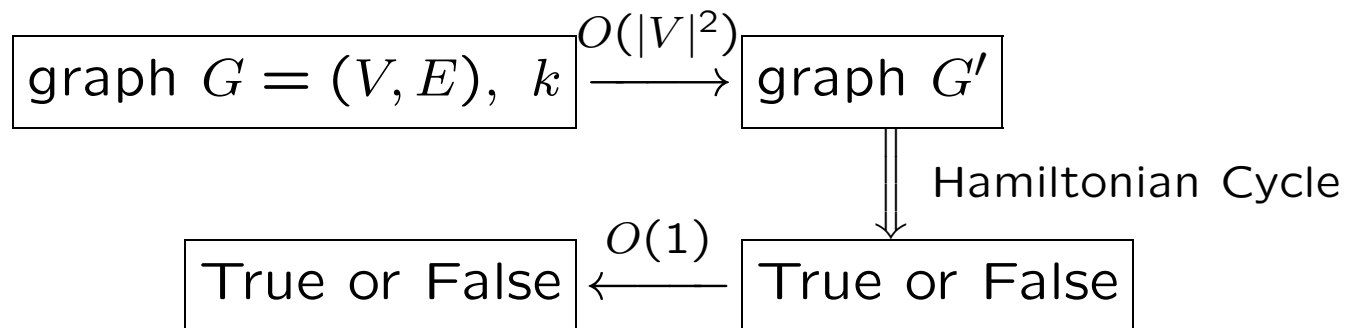 O(|V|²)
graph G = (V, E), k
graph G′
Hamiltonian Cycle
O(1)
True or False
True or False